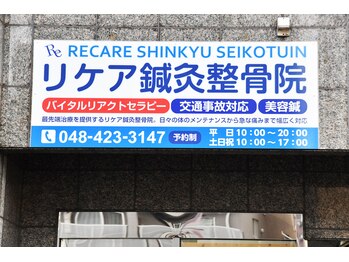 Re RECARE SHINKYU SEIKOTUIN
リケア鍼灸整骨院
バイタルリアクトセラピー 交通事故対応 美容鍼
最先端治療を提供するリケア鍼灸整骨院。日々の体のメンテナンスから急な痛みまで幅広く対応
048-423-3147 予約制 平日 10:00〜20:00
土日祝 10:00〜17:00